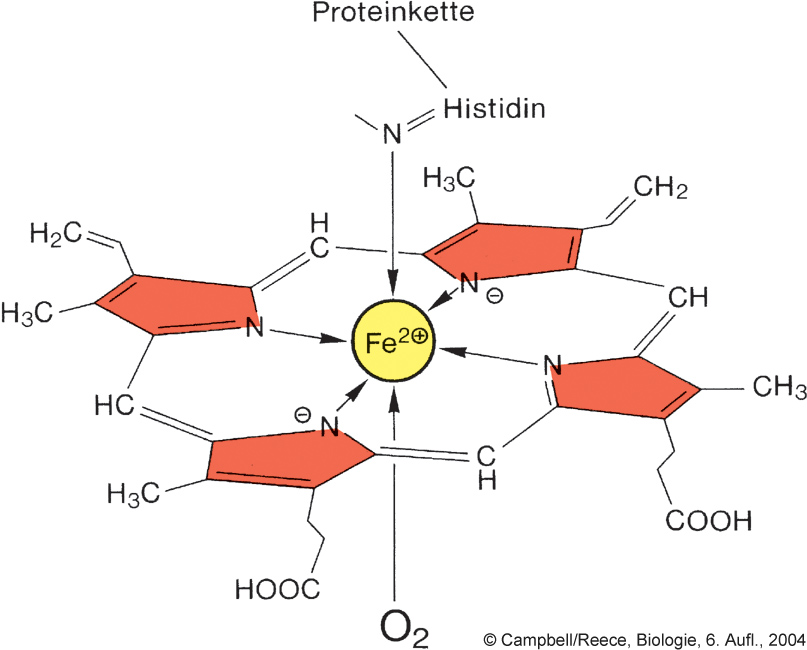 Proteinkette
Histidin
N
H₃C
CH₂
H₂C
H
C
N ⊖
H₃C
N
CH
Fe²⊕
N
CH₃
HC
⊖
N
C
H
H₃C
COOH
HOOC
O₂
© Campbell/Reece, Biologie, 6. Aufl., 2004